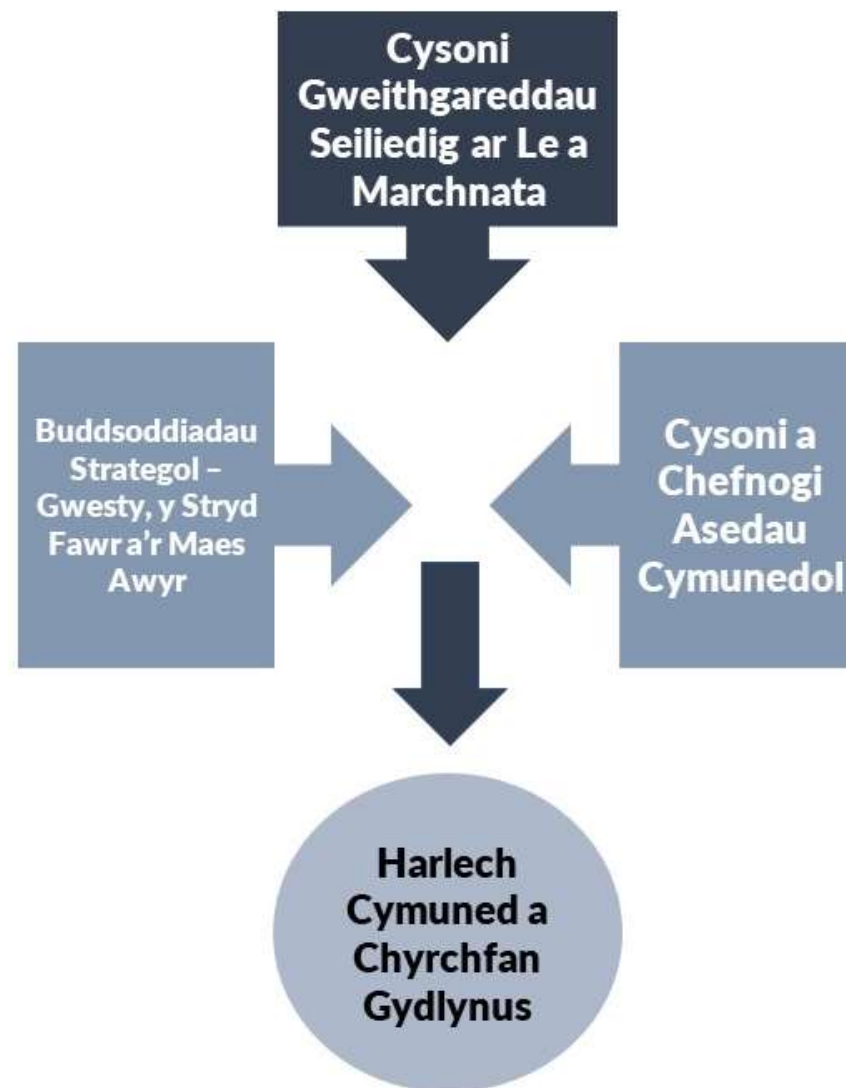 Cysoni
Gweithgareddau
Seiliedig ar Le a
Marchnata
Buddsoddiadau
Strategol –
Gwesty, y Stryd
Fawr a'r Maes
Awyr
Cysoni a
Chefnogi
Asedau
Cymunedol
Harlech
Cymuned a
Chyrchfan
Gydlynus